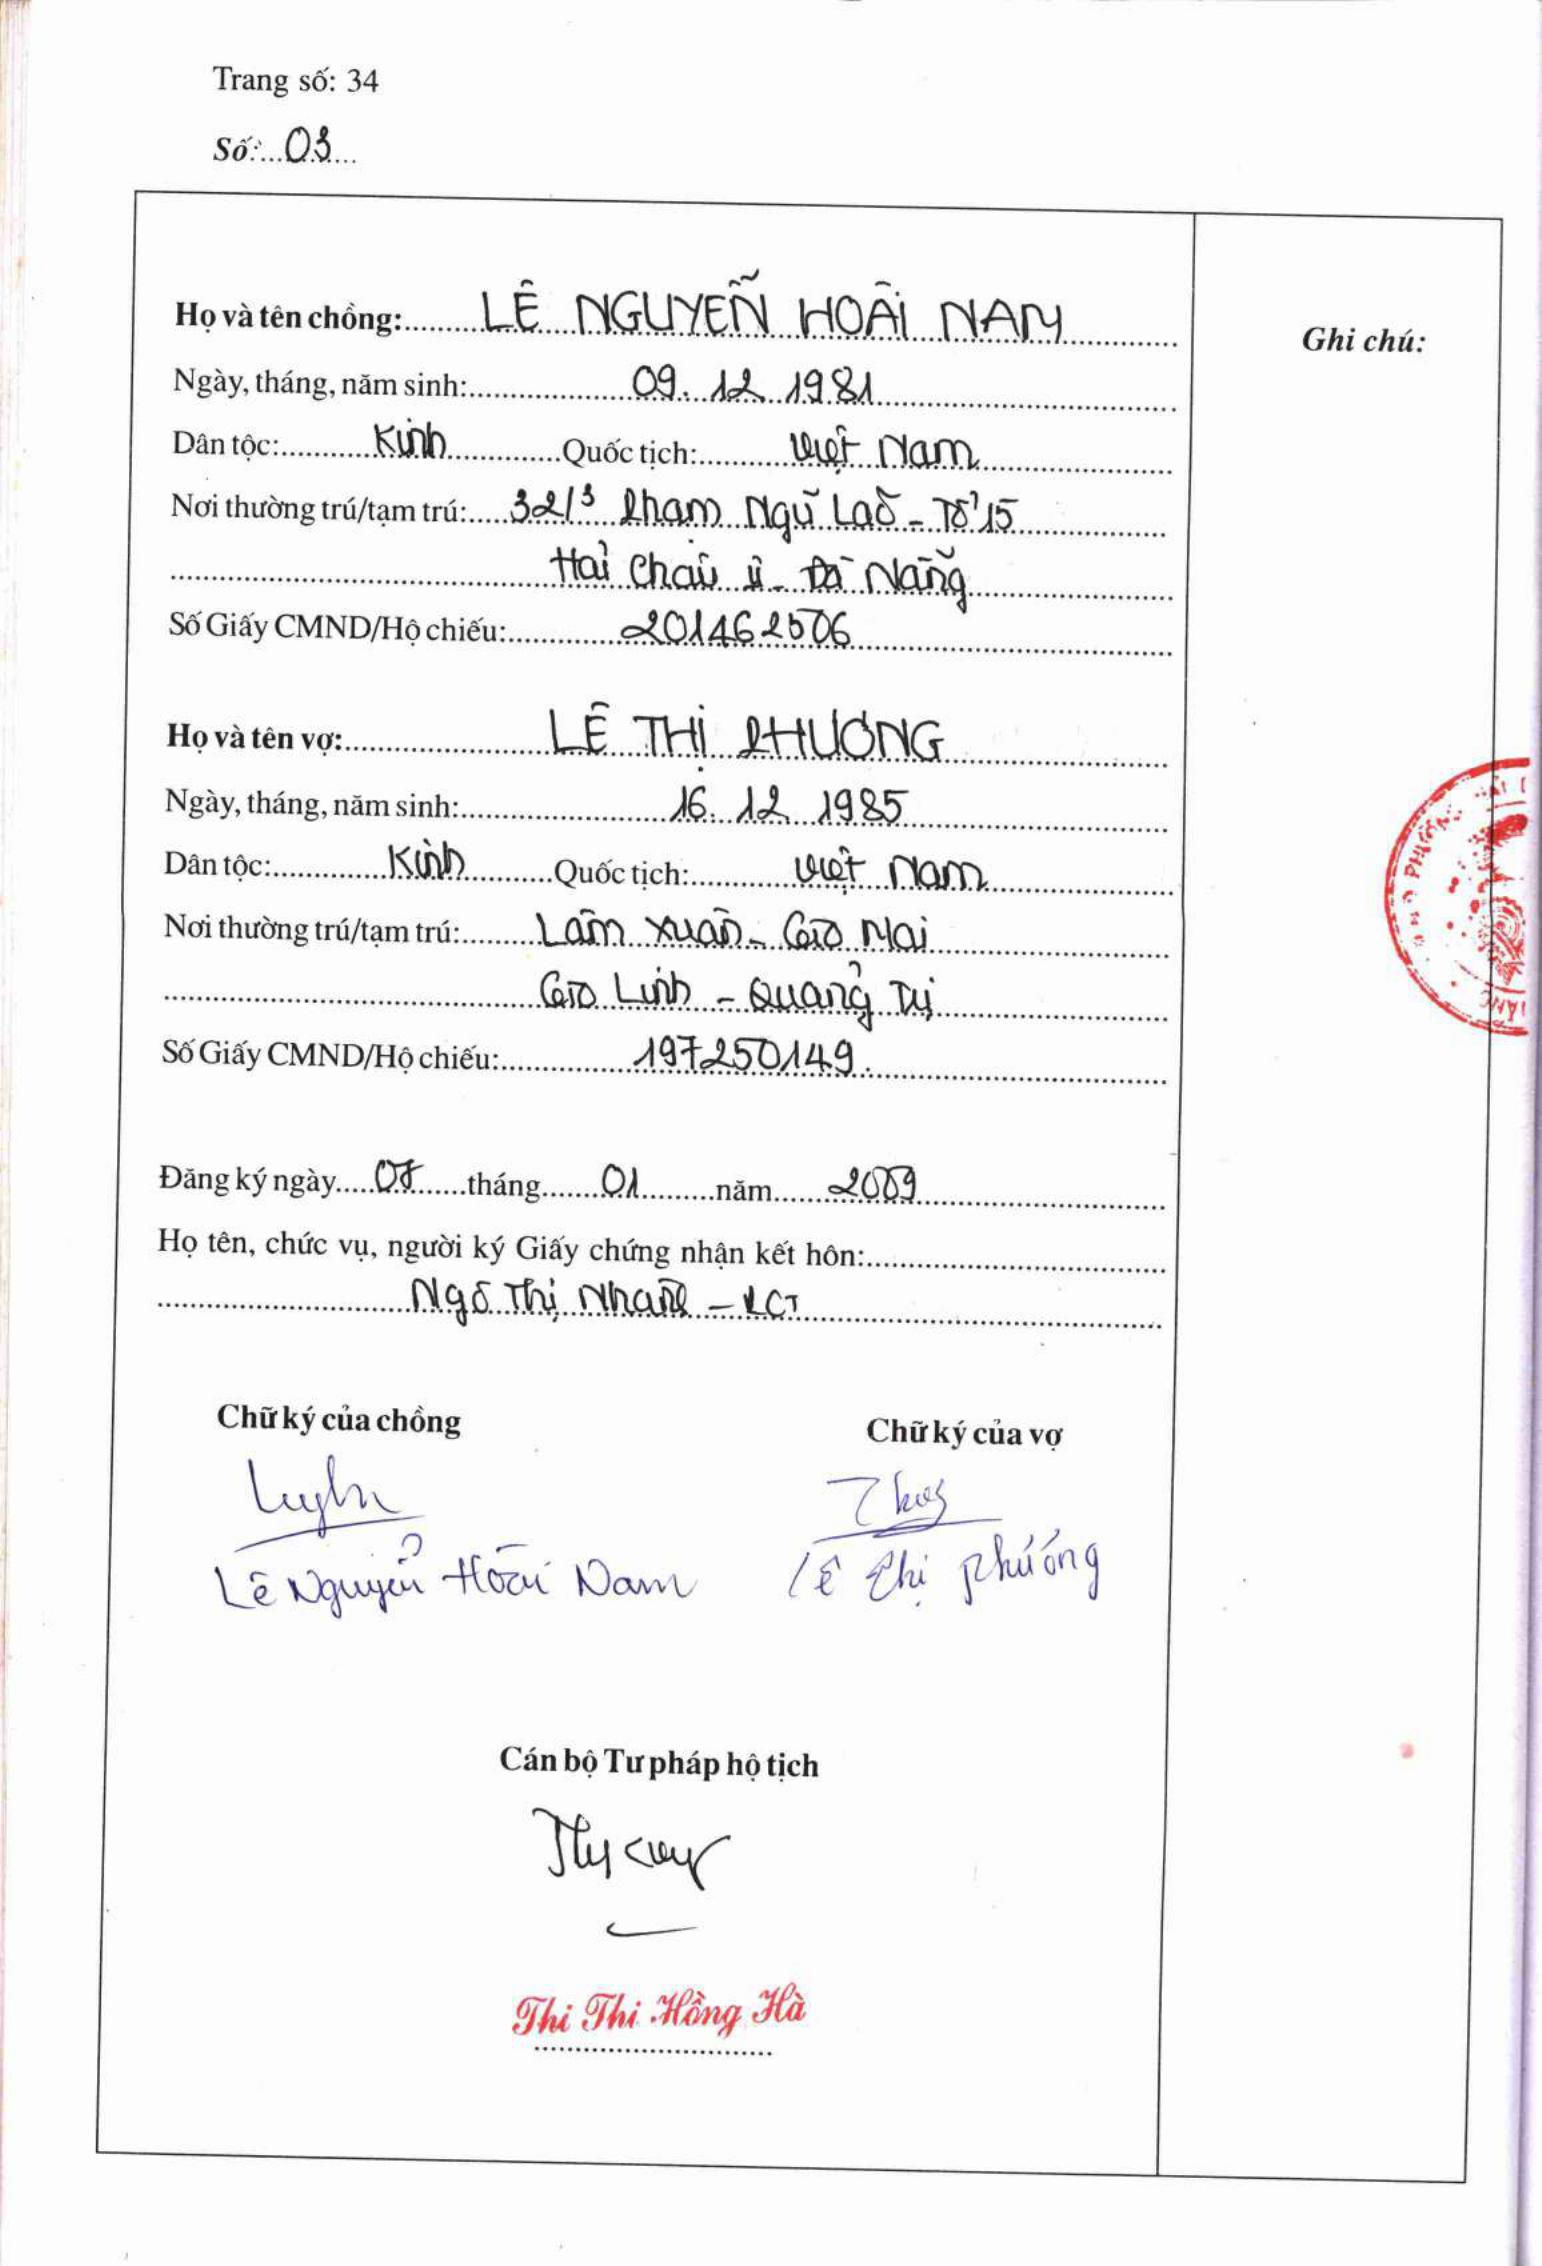 Trang số: 34
Số: 03
Ghi chú:
Họ và tên chồng: LÊ NGUYỄN HOÀI NAM
Ngày, tháng, năm sinh: 09. 12. 1981
Dân tộc: Kinh Quốc tịch: Việt Nam
Nơi thường trú/tạm trú: 32/3 Phạm Ngũ Lão - Tổ 15
Hải Châu II - Đà Nẵng
Số Giấy CMND/Hộ chiếu: 201462506
Họ và tên vợ: LÊ THỊ PHƯƠNG
Ngày, tháng, năm sinh: 16. 12. 1985
Dân tộc: Kinh Quốc tịch: Việt Nam
Nơi thường trú/tạm trú: Lâm Xuân - Gio Mai
Gio Linh - Quảng Trị
Số Giấy CMND/Hộ chiếu: 197250149.
Đăng ký ngày tháng 01 năm 2009
Họ tên, chức vụ, người ký Giấy chứng nhận kết hôn:
Ngô Thị - PCT
Chữ ký của chồng Chữ ký của vợ
Lê Nguyễn Hoài Nam Lê Thị Phương
Cán bộ Tư pháp hộ tịch
Thi Thi Hồng Hà